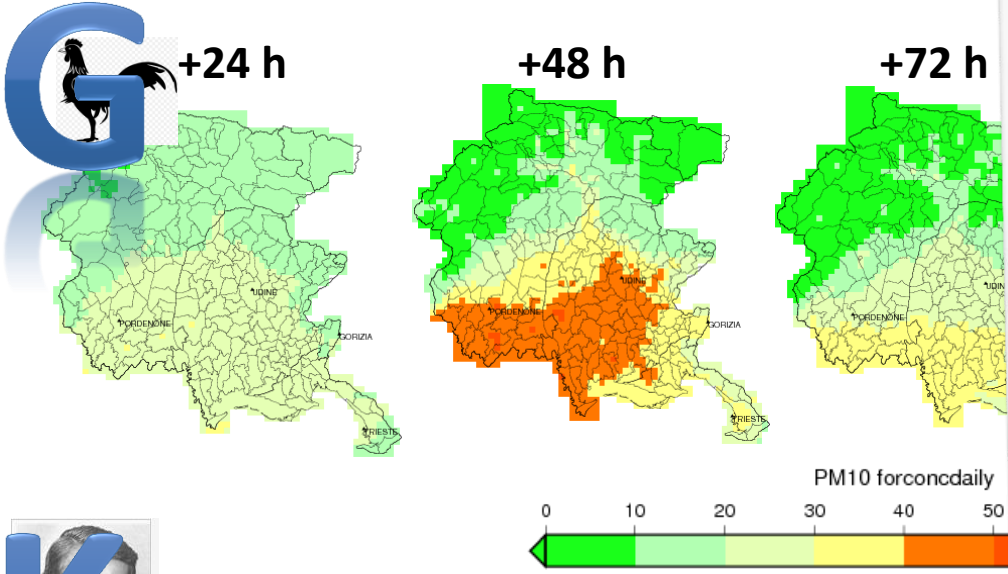 G
+24 h
+48 h
+72 h
UDINE
PORDENONE
GORIZIA
TRIESTE
UDINE
PORDENONE
GORIZIA
TRIESTE
UDIN
PORDENONE
PM10 forconcdaily
0 10 20 30 40 50